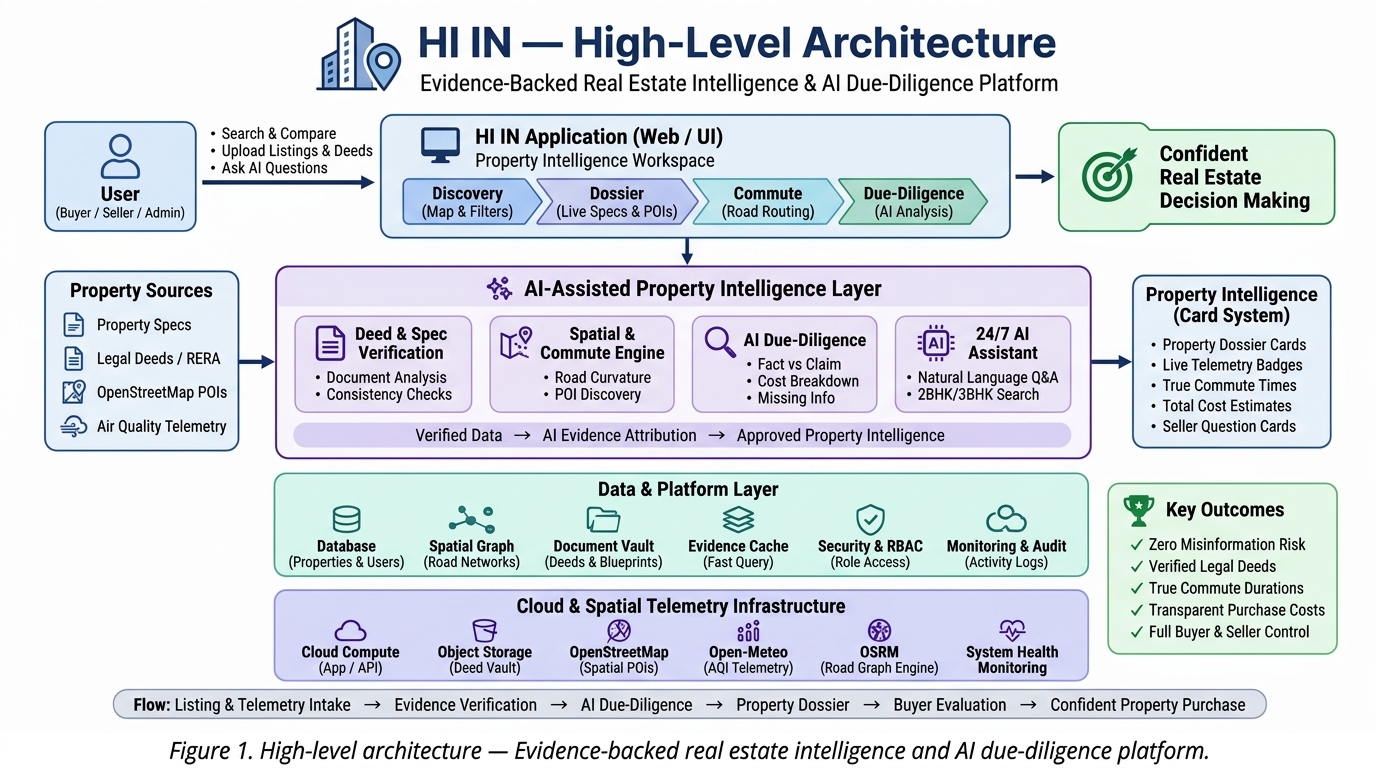 HI IN — High-Level Architecture
Evidence-Backed Real Estate Intelligence & AI Due-Diligence Platform
User
(Buyer / Seller / Admin)
• Search & Compare
• Upload Listings & Deeds
• Ask AI Questions
HI IN Application (Web / UI)
Property Intelligence Workspace
Discovery
(Map & Filters)
Dossier
(Live Specs & POIs)
Commute
(Road Routing)
Due-Diligence
(AI Analysis)
Confident
Real Estate
Decision Making
Property Sources
Property Specs
Legal Deeds / RERA
OpenStreetMap POIs
Air Quality Telemetry
AI-Assisted Property Intelligence Layer
Deed & Spec
Verification
• Document Analysis
• Consistency Checks
Spatial &
Commute Engine
• Road Curvature
• POI Discovery
AI Due-Diligence
• Fact vs Claim
• Cost Breakdown
• Missing Info
AI
24/7 AI
Assistant
• Natural Language Q&A
• 2BHK/3BHK Search
Verified Data → AI Evidence Attribution → Approved Property Intelligence
Property Intelligence
(Card System)
• Property Dossier Cards
• Live Telemetry Badges
• True Commute Times
• Total Cost Estimates
• Seller Question Cards
Data & Platform Layer
Database
(Properties & Users)
Spatial Graph
(Road Networks)
Document Vault
(Deeds & Blueprints)
Evidence Cache
(Fast Query)
Security & RBAC
(Role Access)
Monitoring & Audit
(Activity Logs)
Key Outcomes
✓ Zero Misinformation Risk
✓ Verified Legal Deeds
✓ True Commute Durations
✓ Transparent Purchase Costs
✓ Full Buyer & Seller Control
Cloud & Spatial Telemetry Infrastructure
Cloud Compute
(App / API)
Object Storage
(Deed Vault)
OpenStreetMap
(Spatial POIs)
Open-Meteo
(AQI Telemetry)
OSRM
(Road Graph Engine)
System Health
Monitoring
Flow: Listing & Telemetry Intake → Evidence Verification → AI Due-Diligence → Property Dossier → Buyer Evaluation → Confident Property Purchase
Figure 1. High-level architecture — Evidence-backed real estate intelligence and AI due-diligence platform.